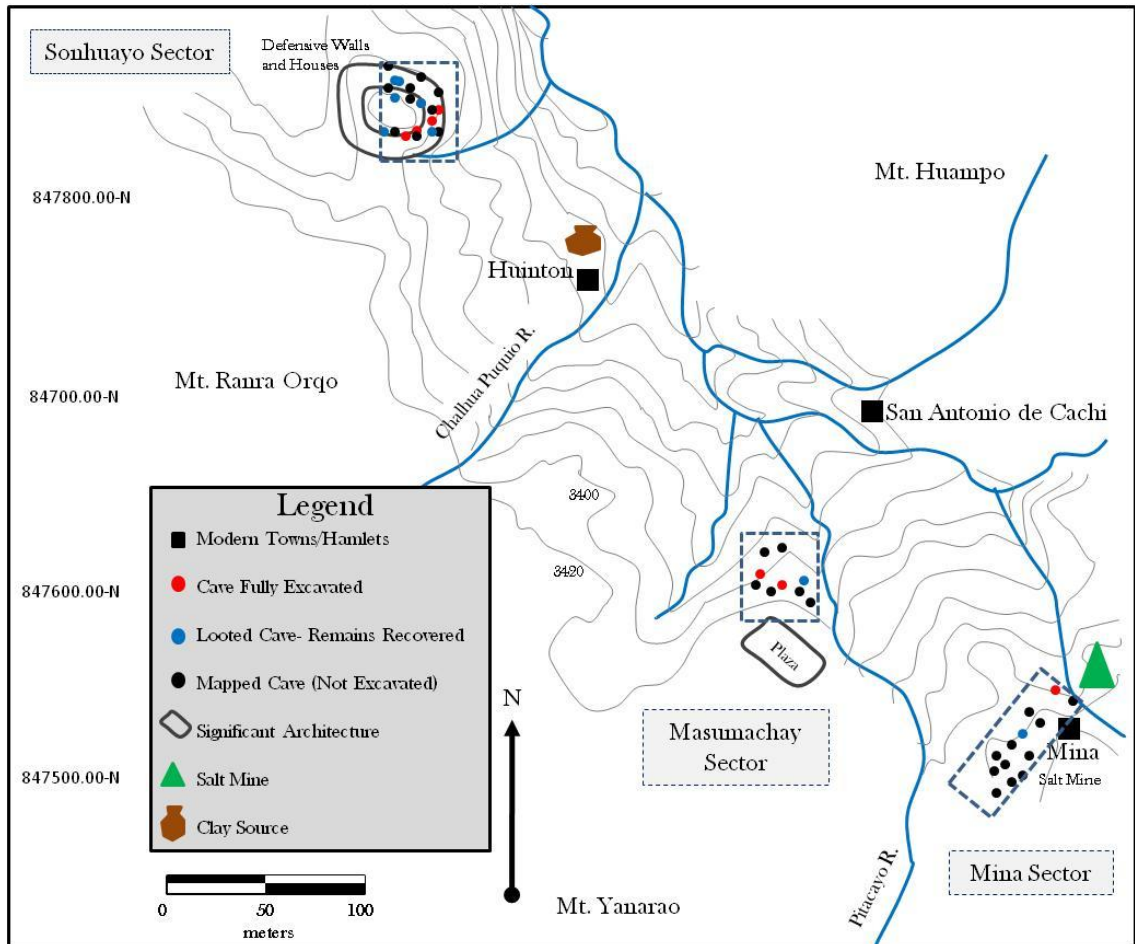 Sonhuayo Sector
Defensive Walls
and Houses
847800.00-N
Mt. Huampo
Huinton
Chalhua Puquio R.
Mt. Ranra Orqo
84700.00-N
San Antonio de Cachi
3400
3420
847600.00-N
Plaza
Masumachay
Sector
Mina
Salt Mine
847500.00-N
Mina Sector
Pitacayo R.
Mt. Yanarao
N
Legend
Modern Towns/Hamlets
Cave Fully Excavated
Looted Cave- Remains Recovered
Mapped Cave (Not Excavated)
Significant Architecture
Salt Mine
Clay Source
0 50 100
meters